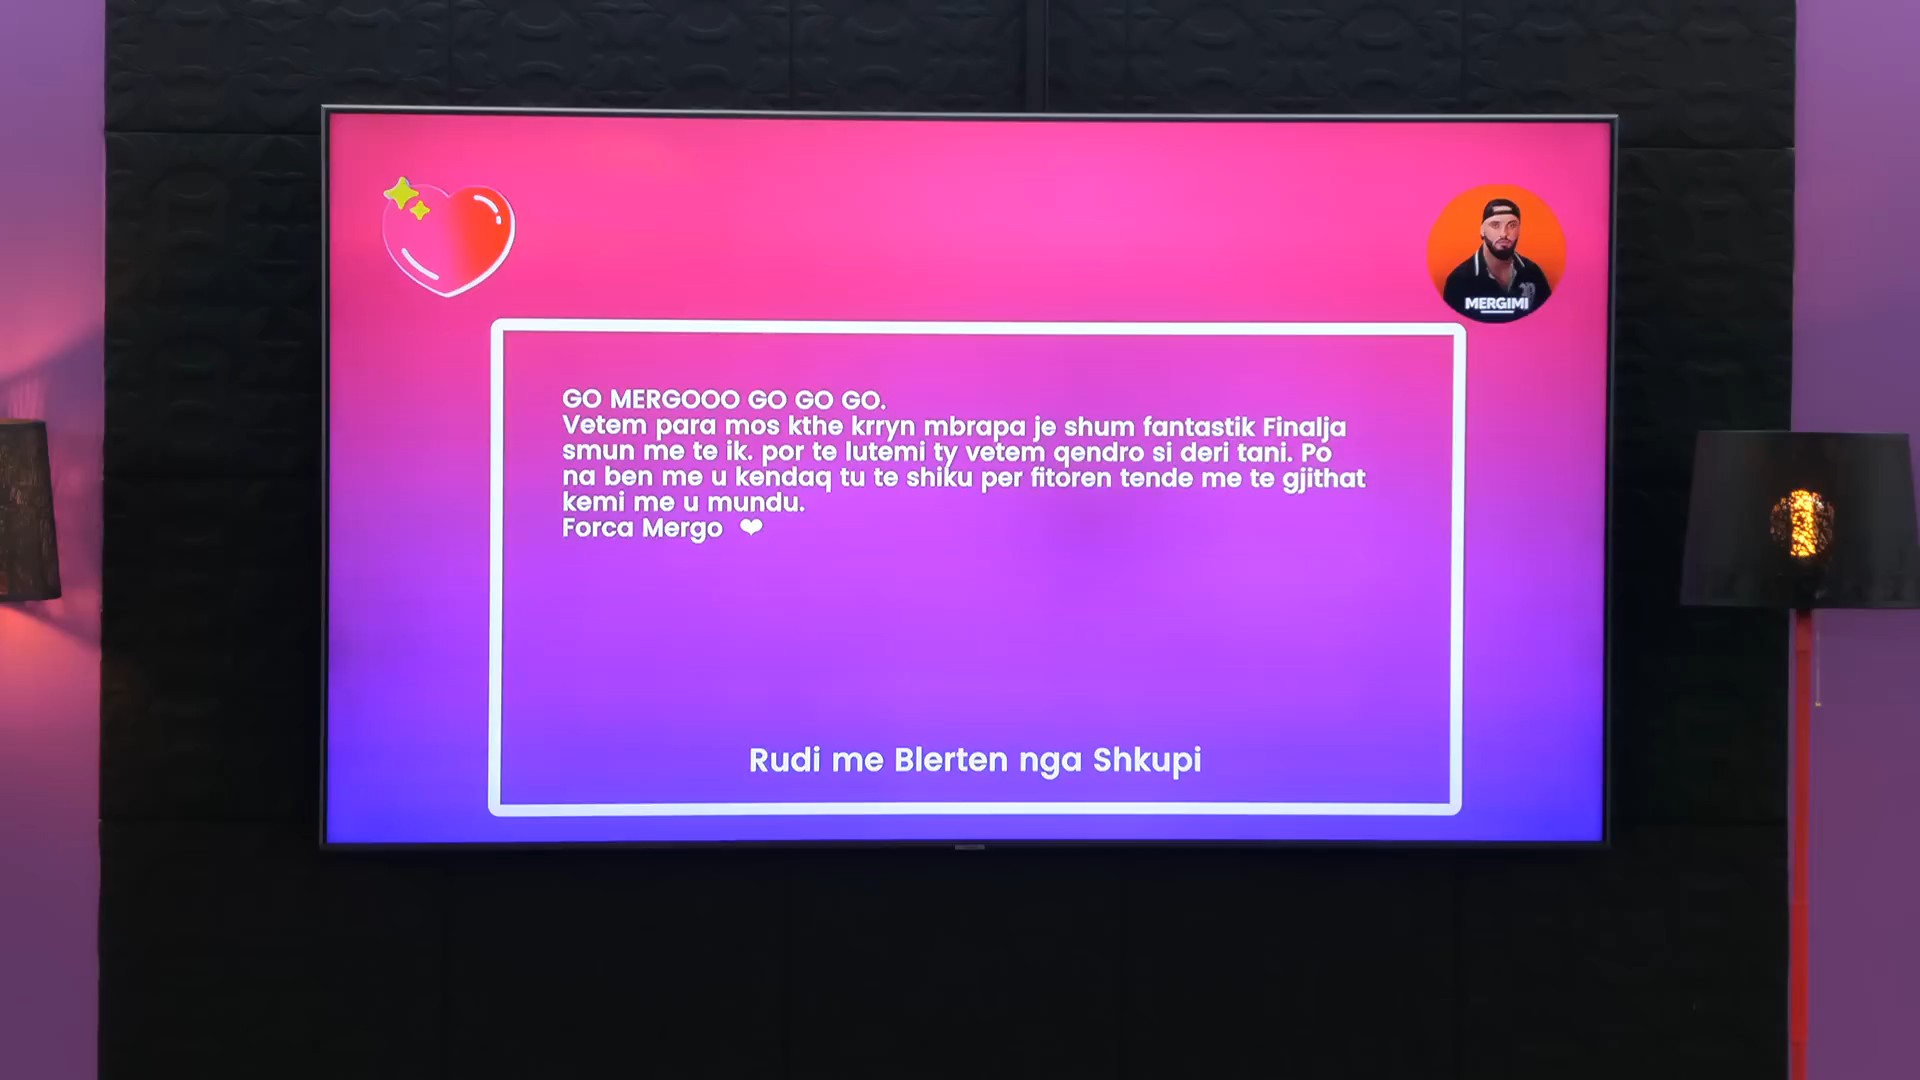 MERGIMI
GO MERGOOO GO GO GO.
Vetem para mos kthe krryn mbrapa je shum fantastik Finalja
smun me te ik. por te lutemi ty vetem qendro si deri tani. Po
na ben me u kendaq tu te shiku per fitoren tende me te gjithat
kemi me u mundu.
Forca Mergo ❤
Rudi me Blerten nga Shkupi